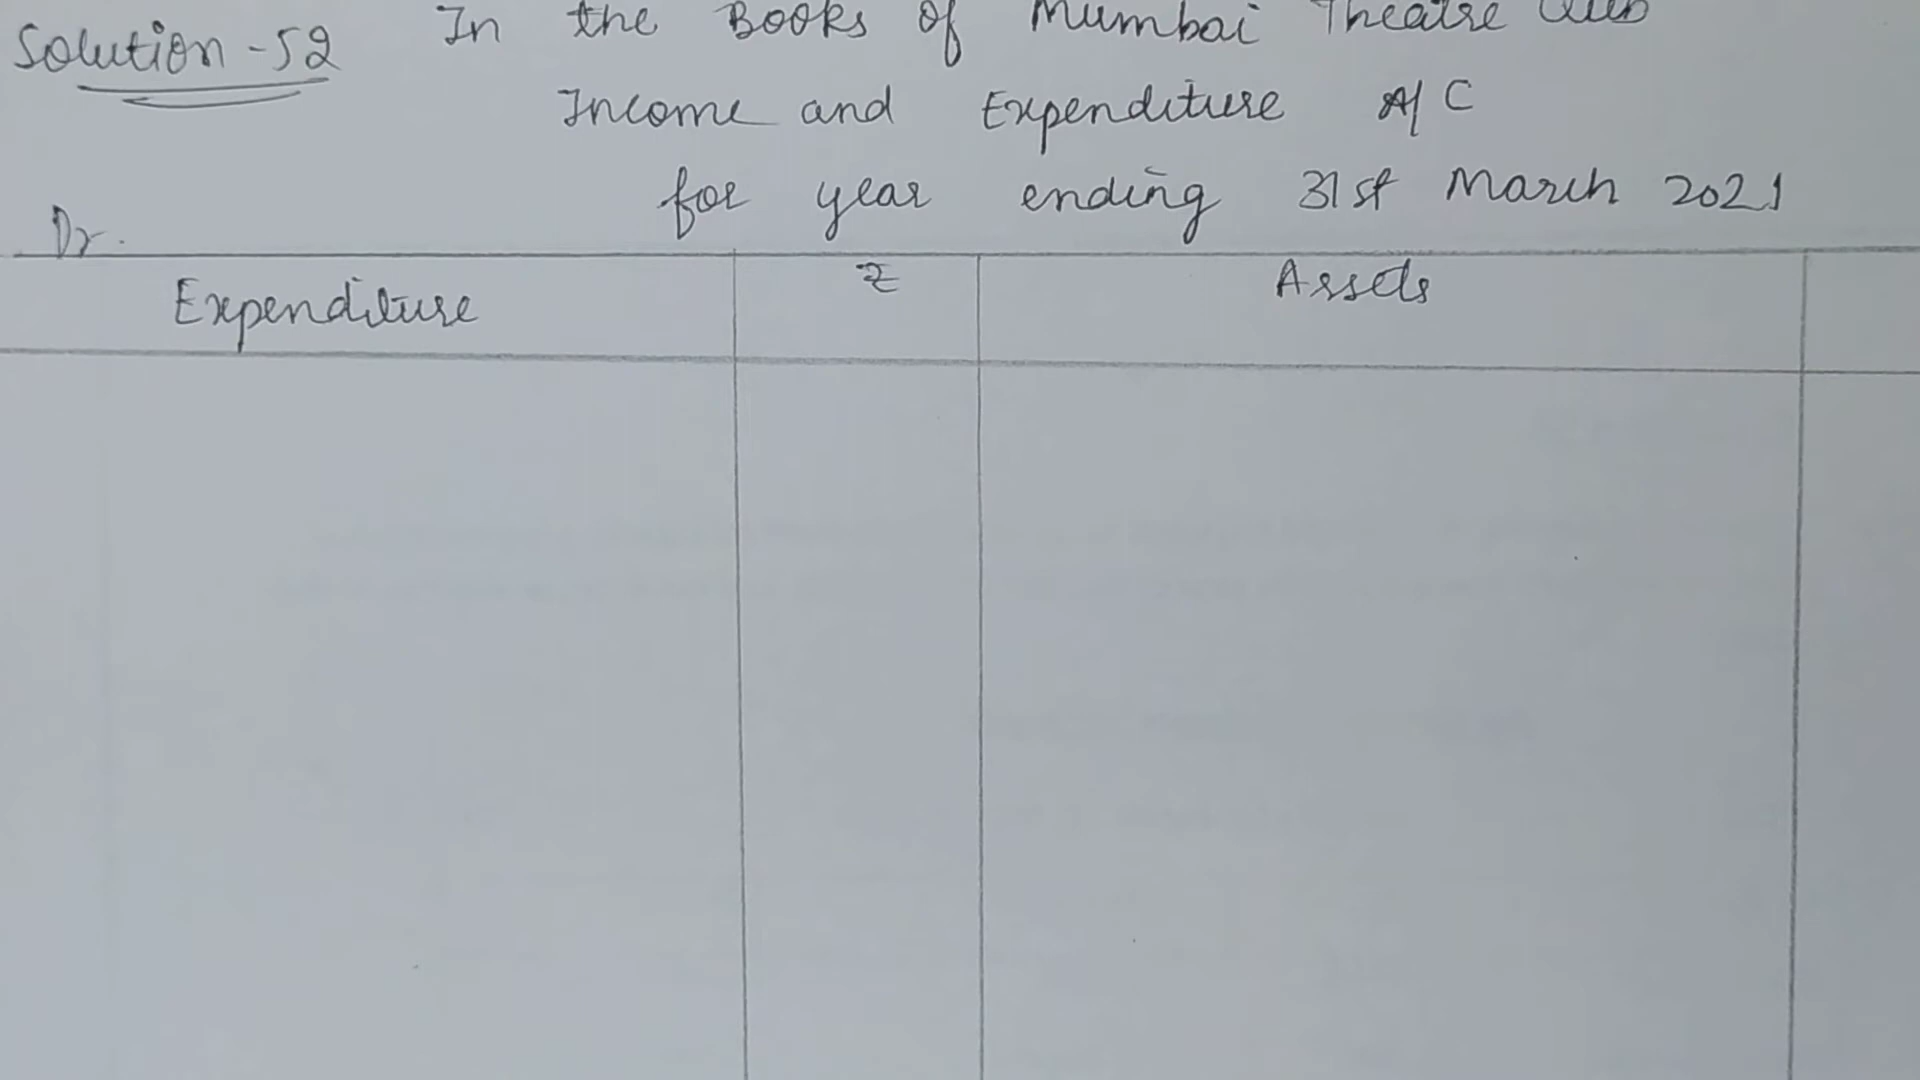 Solution-52
In the Books of Mumbai Theatre Club
Income and Expenditure A/C
for year ending 31st March 2021
Dr.
Expenditure ₹ Assets